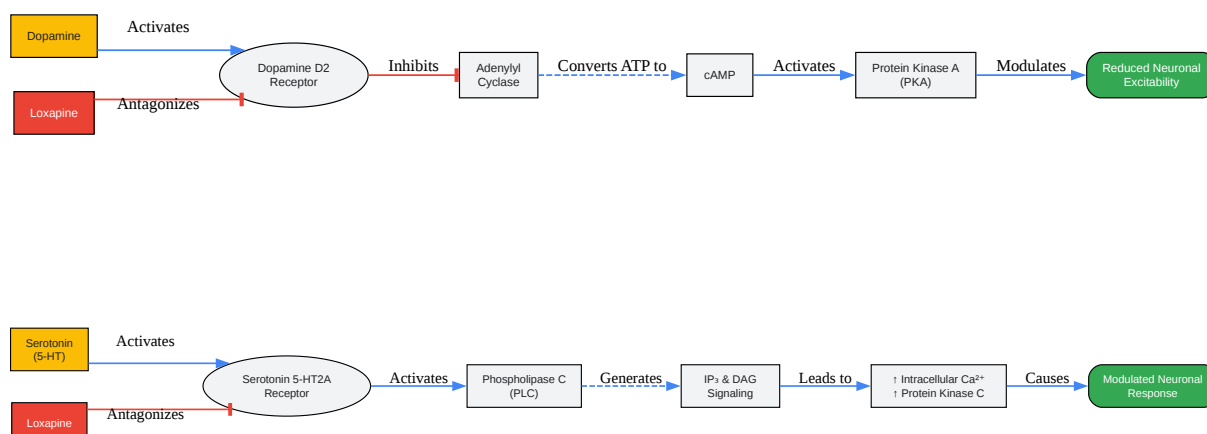 Dopamine
Activates
Loxapine
Antagonizes
Dopamine D2
Receptor
Inhibits
Adenylyl
Cyclase
Converts ATP to
cAMP
Activates
Protein Kinase A
(PKA)
Modulates
Reduced Neuronal
Excitability
Serotonin
(5-HT)
Activates
Loxapine
Antagonizes
Serotonin 5-HT2A
Receptor
Activates
Phospholipase C
(PLC)
Generates
IP₃ & DAG
Signaling
Leads to
↑ Intracellular Ca²⁺
↑ Protein Kinase C
Causes
Modulated Neuronal
Response